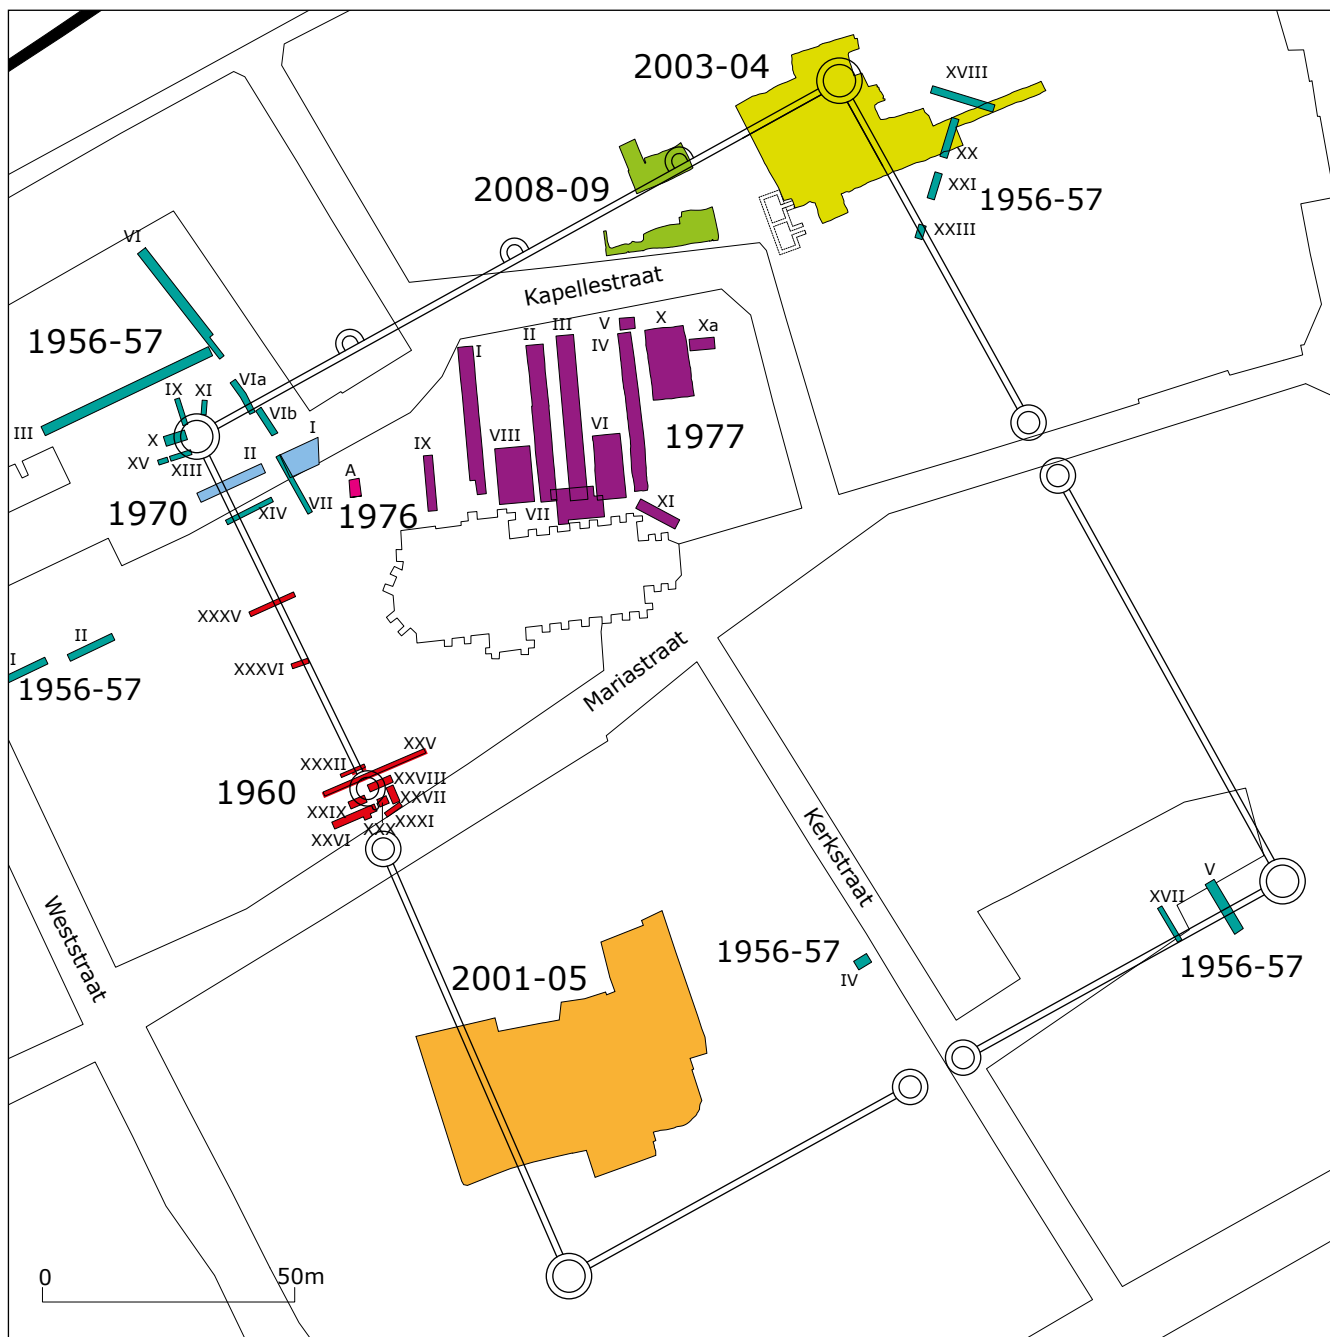 2003-04
XVIII
XX
XXI
1956-57
XXIII
2008-09
Kapellestraat
VI
1956-57
III
IX
XI
VIa
VIb
X
XV
XIII
II
I
1970
VII
XIV
A
1976
I
II
III
V
IV
X
Xa
1977
IX
VIII
VI
VII
XI
XXXV
XXXVI
I
II
1956-57
Mariastraat
XXV
XXXII
1960
XXVIII
XXVII
XXIX
XXXI
XXX
XXVI
Weststraat
Kerkstraat
2001-05
1956-57
IV
XVII
V
1956-57
0
50m